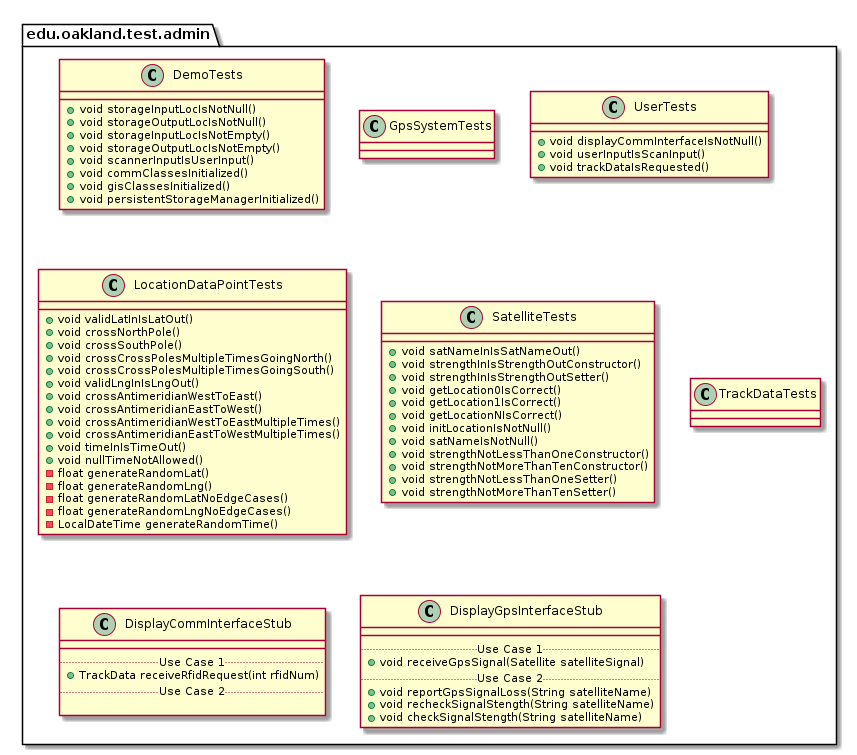 edu.oakland.test.admin
C DemoTests
void storageInputLocIsNotNull()
void storageOutputLocIsNotNull()
void storageInputLocIsNotEmpty()
void storageOutputLocIsNotEmpty()
void scannerInputIsUserInput()
void commClassesInitialized()
void gisClassesInitialized()
void persistentStorageManagerInitialized()
C GpsSystemTests
C UserTests
void displayCommInterfaceIsNotNull()
void userInputIsScanInput()
void trackDataIsRequested()
C LocationDataPointTests
void validLatInIsLatOut()
void crossNorthPole()
void crossSouthPole()
void crossCrossPolesMultipleTimesGoingNorth()
void crossCrossPolesMultipleTimesGoingSouth()
void validLngInIsLngOut()
void crossAntimeridianWestToEast()
void crossAntimeridianEastToWest()
void crossAntimeridianWestToEastMultipleTimes()
void crossAntimeridianEastToWestMultipleTimes()
void timeInIsTimeOut()
void nullTimeNotAllowed()
float generateRandomLat()
float generateRandomLng()
float generateRandomLatNoEdgeCases()
float generateRandomLngNoEdgeCases()
LocalDateTime generateRandomTime()
C SatelliteTests
void satNameInIsSatNameOut()
void strengthInIsStrengthOutConstructor()
void strengthInIsStrengthOutSetter()
void getLocation0IsCorrect()
void getLocation1IsCorrect()
void getLocationNIsCorrect()
void initLocationIsNotNull()
void satNameIsNotNull()
void strengthNotLessThanOneConstructor()
void strengthNotMoreThanTenConstructor()
void strengthNotLessThanOneSetter()
void strengthNotMoreThanTenSetter()
C TrackDataTests
C DisplayCommInterfaceStub
Use Case 1
TrackData receiveRfidRequest(int rfidNum)
Use Case 2
C DisplayGpsInterfaceStub
Use Case 1
void receiveGpsSignal(Satellite satelliteSignal)
Use Case 2
void reportGpsSignalLoss(String satelliteName)
void recheckSignalStength(String satelliteName)
void checkSignalStength(String satelliteName)